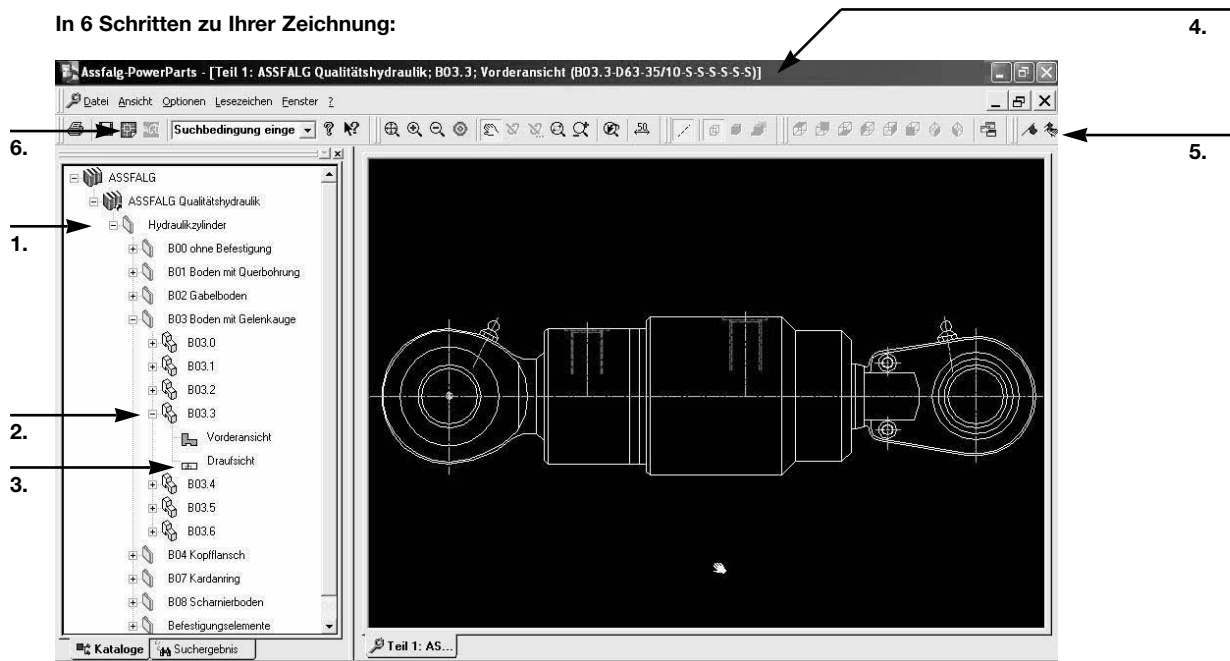 In 6 Schritten zu Ihrer Zeichnung:
4.
Assfalg-PowerParts - [Teil 1: ASSFALG Qualitätshydraulik; B03.3; Vorderansicht (B03.3-D63-35/10-S-S-S-S-S-S)]
Datei Ansicht Optionen Lesezeichen Fenster ?
Suchbedingung einge
6.
5.
ASSFALG
ASSFALG Qualitätshydraulik
Hydraulikzylinder
1.
B00 ohne Befestigung
B01 Boden mit Querbohrung
B02 Gabelboden
B03 Boden mit Gelenkauge
B03.0
B03.1
B03.2
B03.3
2.
Vorderansicht
Draufsicht
3.
B03.4
B03.5
B03.6
B04 Kopfflansch
B07 Kardanring
B08 Scharnierboden
Befestigungselemente
Kataloge Suchergebnis
Teil 1: AS...